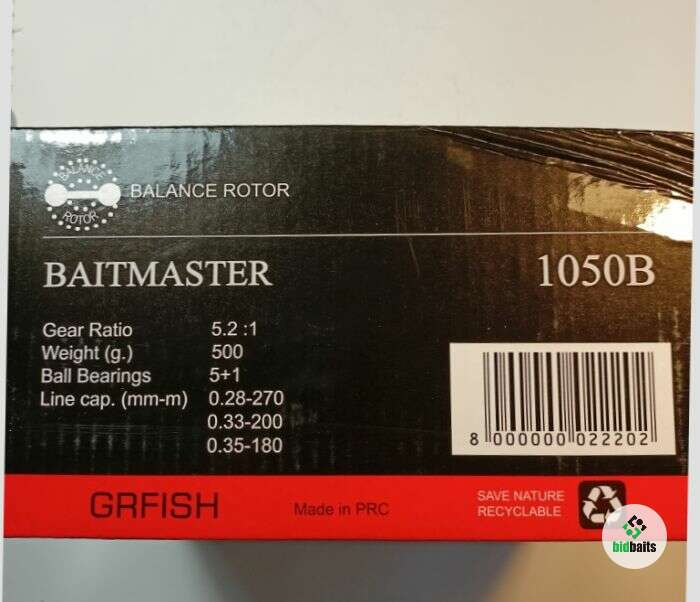 BALANCE
ROTOR
BALANCE ROTOR
BAITMASTER 1050B
Gear Ratio 5.2 :1
Weight (g.) 500
Ball Bearings 5+1
Line cap. (mm-m) 0.28-270
0.33-200
0.35-180
8 000000 022202
GRFISH Made in PRC SAVE NATURE
RECYCLABLE
bidbaits